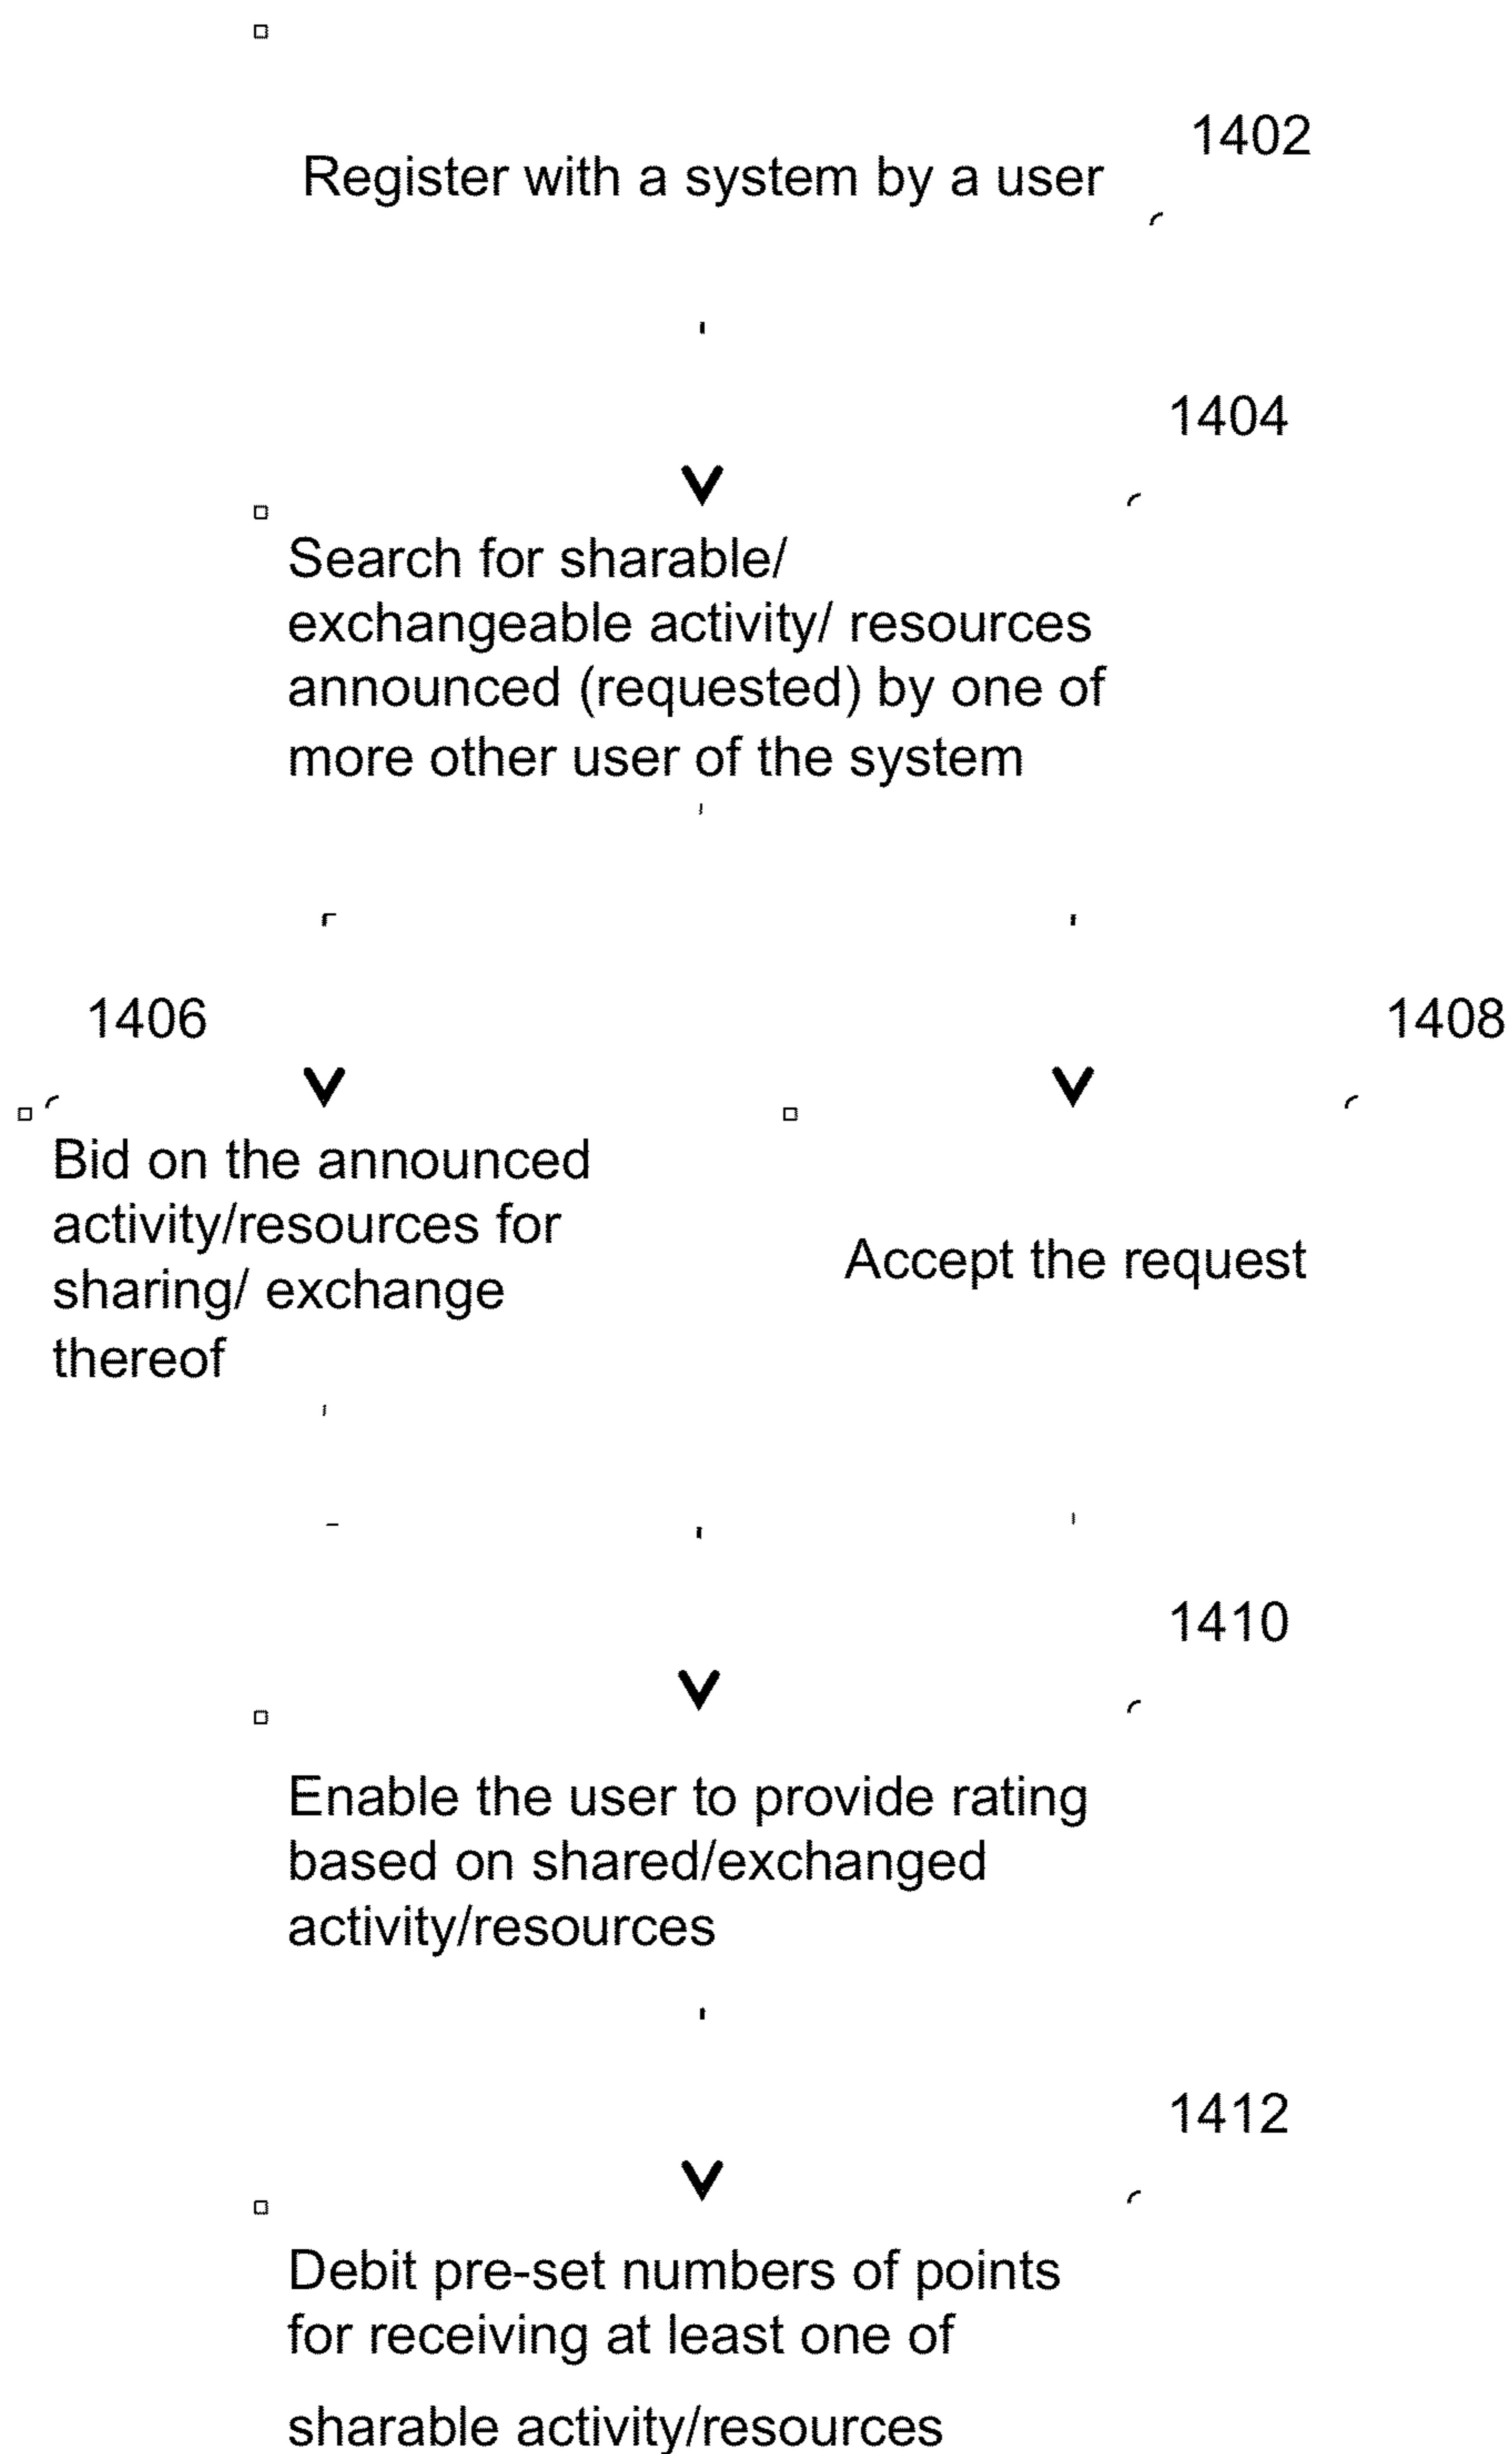 1402
Register with a system by a user
1404
Search for sharable/
exchangeable activity/ resources
announced (requested) by one of
more other user of the system
1406
1408
Bid on the announced
activity/resources for
sharing/ exchange
thereof
Accept the request
1410
Enable the user to provide rating
based on shared/exchanged
activity/resources
1412
Debit pre-set numbers of points
for receiving at least one of
sharable activity/resources